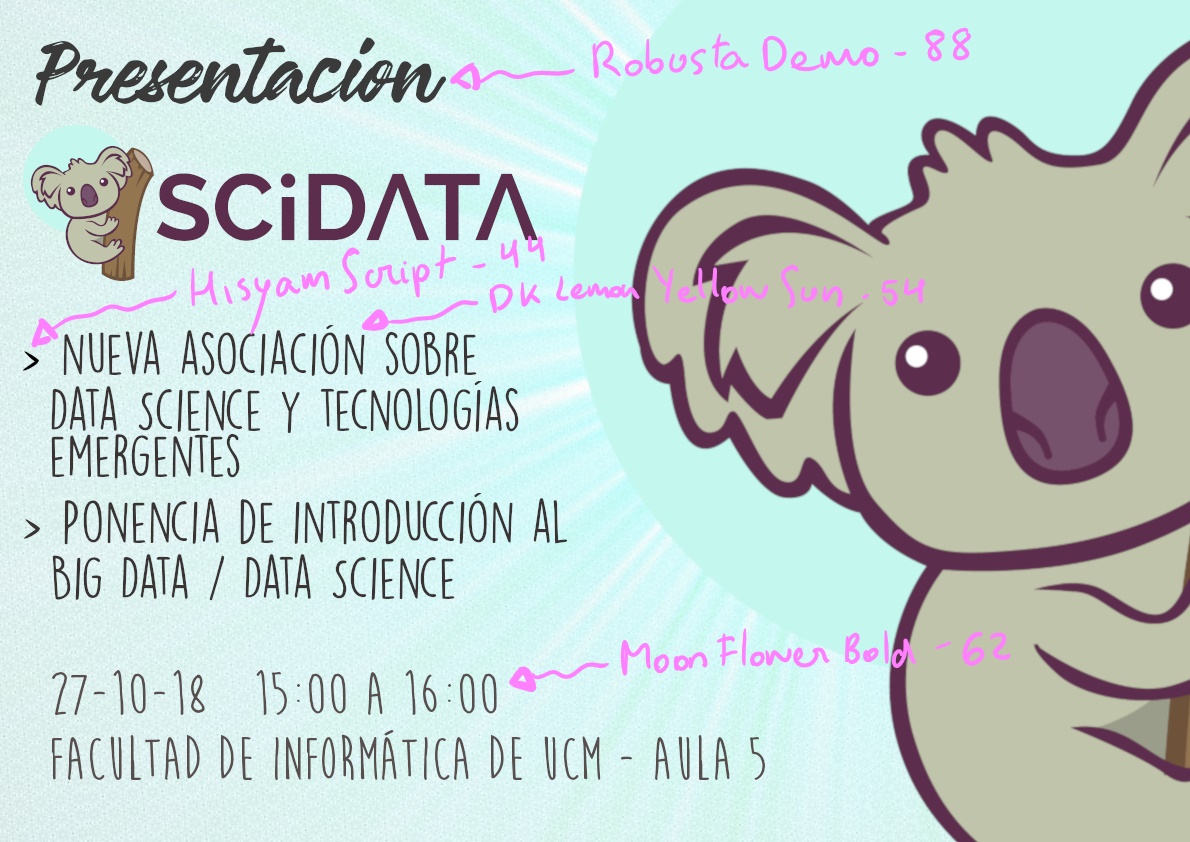 Presentacion
Robusta Demo - 88
SCiDATA
Hisyam Script - 44
DK Lemon Yellow Sun - 54
> NUEVA ASOCIACIÓN SOBRE
DATA SCIENCE Y TECNOLOGÍAS
EMERGENTES
> PONENCIA DE INTRODUCCIÓN AL
BIG DATA / DATA SCIENCE
Moon Flower Bold - 62
27-10-18 15:00 A 16:00
FACULTAD DE INFORMÁTICA DE UCM - AULA 5